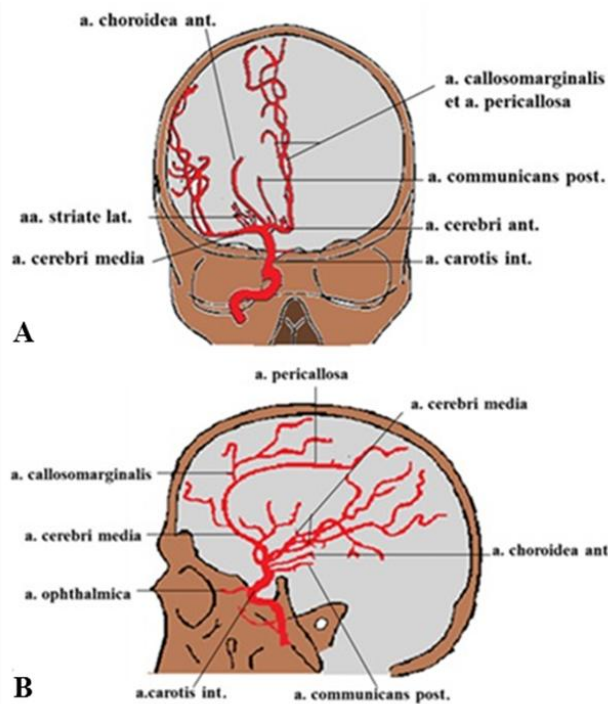 a. choroidea ant.
a. callosomarginalis
et a. pericallosa
a. communicans post.
aa. striate lat.
a. cerebri ant.
a. cerebri media
a. carotis int.
A
a. pericallosa
a. cerebri media
a. callosomarginalis
a. cerebri media
a. choroidea ant
a. ophthalmica
B
a.carotis int.
a. communicans post.